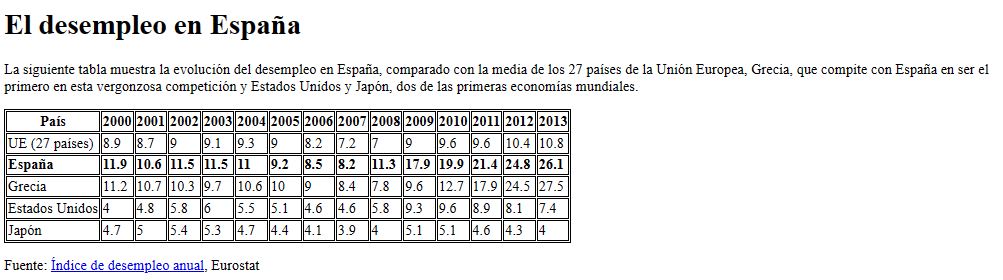 El desempleo en España
La siguiente tabla muestra la evolución del desempleo en España, comparado con la media de los 27 países de la Unión Europea, Grecia, que compite con España en ser el
primero en esta vergonzosa competición y Estados Unidos y Japón, dos de las primeras economías mundiales.
País 2000 2001 2002 2003 2004 2005 2006 2007 2008 2009 2010 2011 2012 2013
UE (27 países) 8.9 8.7 9 9.1 9.3 9 8.2 7.2 7 9 9.6 9.6 10.4 10.8
España 11.9 10.6 11.5 11.5 11 9.2 8.5 8.2 11.3 17.9 19.9 21.4 24.8 26.1
Grecia 11.2 10.7 10.3 9.7 10.6 10 9 8.4 7.8 9.6 12.7 17.9 24.5 27.5
Estados Unidos 4 4.8 5.8 6 5.5 5.1 4.6 4.6 5.8 9.3 9.6 8.9 8.1 7.4
Japón 4.7 5 5.4 5.3 4.7 4.4 4.1 3.9 4 5.1 5.1 4.6 4.3 4
Fuente: Índice de desempleo anual, Eurostat